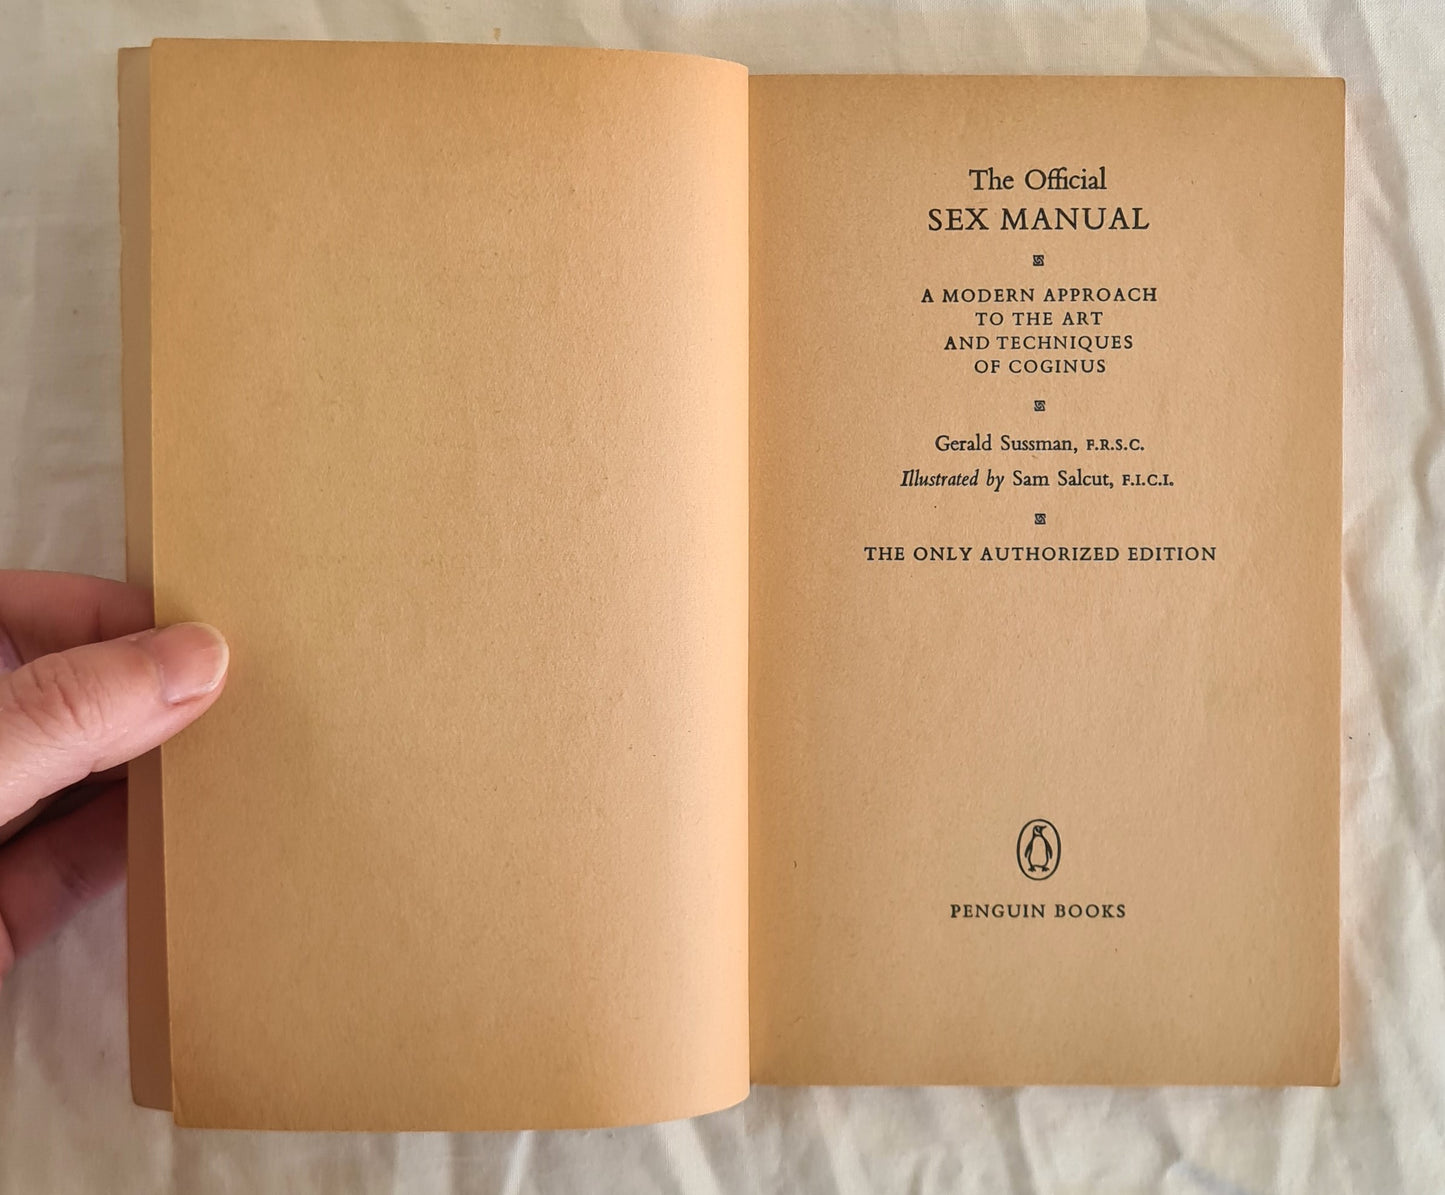 The Official
SEX MANUAL
A MODERN APPROACH
TO THE ART
AND TECHNIQUES
OF COGINUS
Gerald Sussman, F.R.S.C.
Illustrated by Sam Salcut, F.I.C.I.
THE ONLY AUTHORIZED EDITION
PENGUIN BOOKS